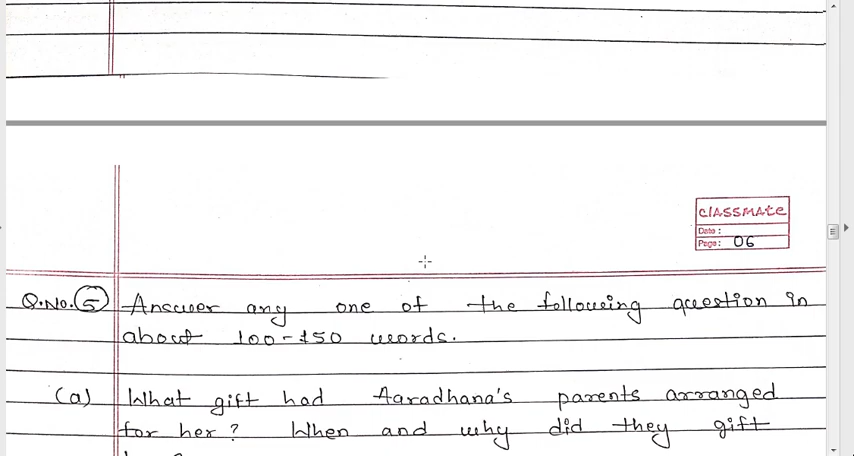 classmate
Date :
Page: 06
Q.No. 5 Answer any one of the following question in
about 100-150 words.
(a) What gift had Aaradhana's parents arranged
for her? When and why did they gift